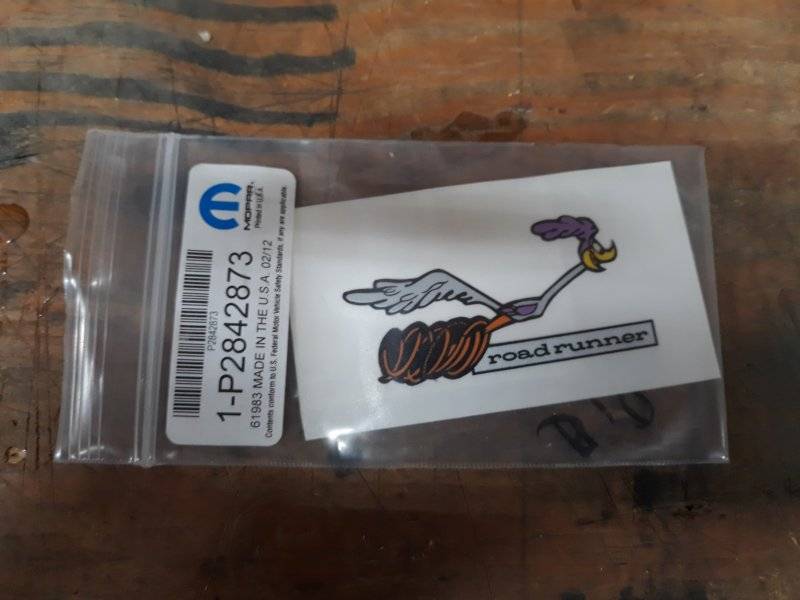 MOPAR®
Printed in U.S.A.
P2842873
1-P2842873
61983 MADE IN THE U.S.A. 02/12
Contents conform to U.S. Federal Motor Vehicle Safety Standards, if any are applicable.
road runner